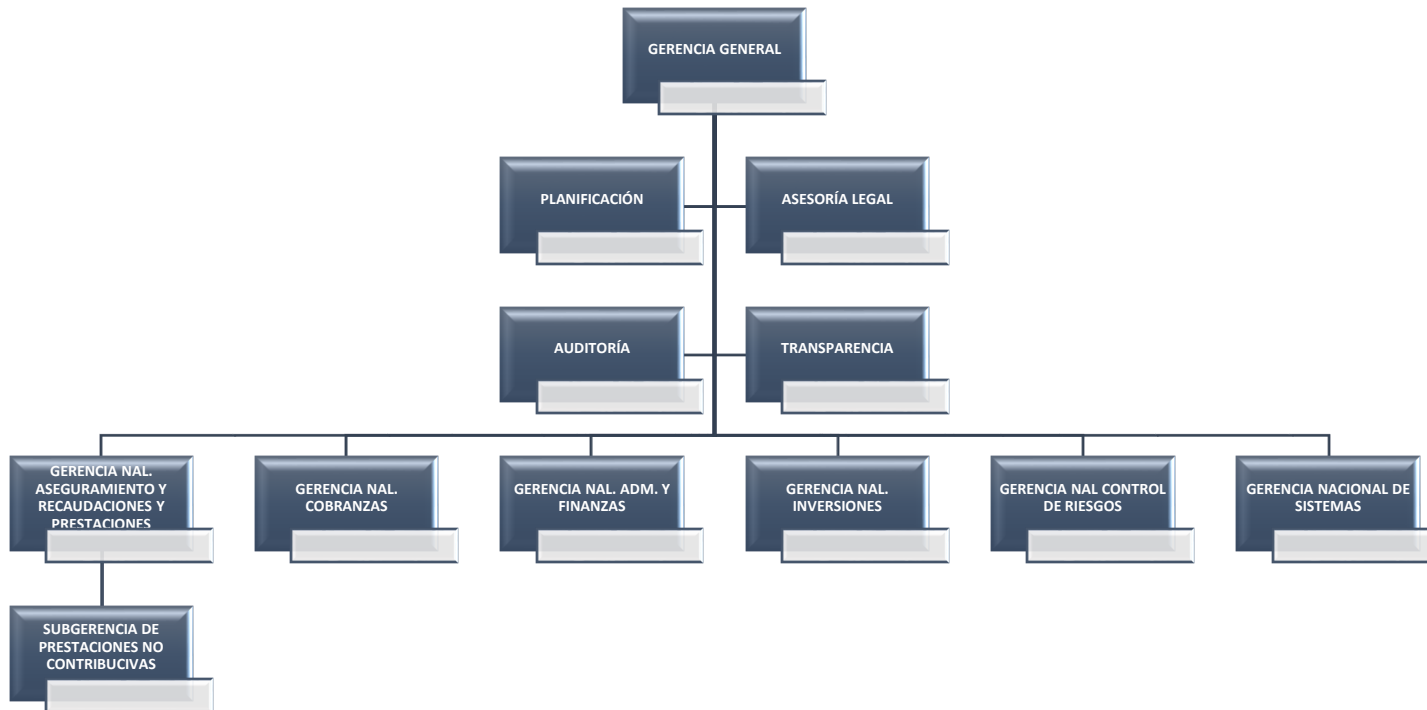 GERENCIA GENERAL
PLANIFICACIÓN
ASESORÍA LEGAL
AUDITORÍA
TRANSPARENCIA
GERENCIA NAL.
ASEGURAMIENTO Y
RECAUDACIONES Y
PRESTACIONES
GERENCIA NAL.
COBRANZAS
GERENCIA NAL. ADM. Y
FINANZAS
GERENCIA NAL.
INVERSIONES
GERENCIA NAL CONTROL
DE RIESGOS
GERENCIA NACIONAL DE
SISTEMAS
SUBGERENCIA DE
PRESTACIONES NO
CONTRIBUCIVAS